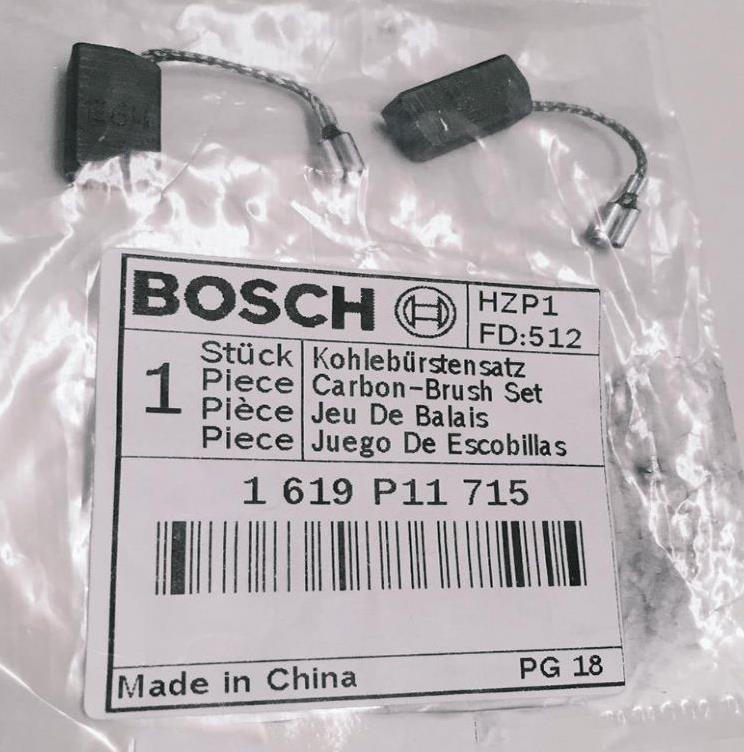 BOSCH
HZP1
FD:512
1
Stück
Piece
Pièce
Piece
Kohlebürstensatz
Carbon-Brush Set
Jeu De Balais
Juego De Escobillas
1 619 P11 715
Made in China
PG 18